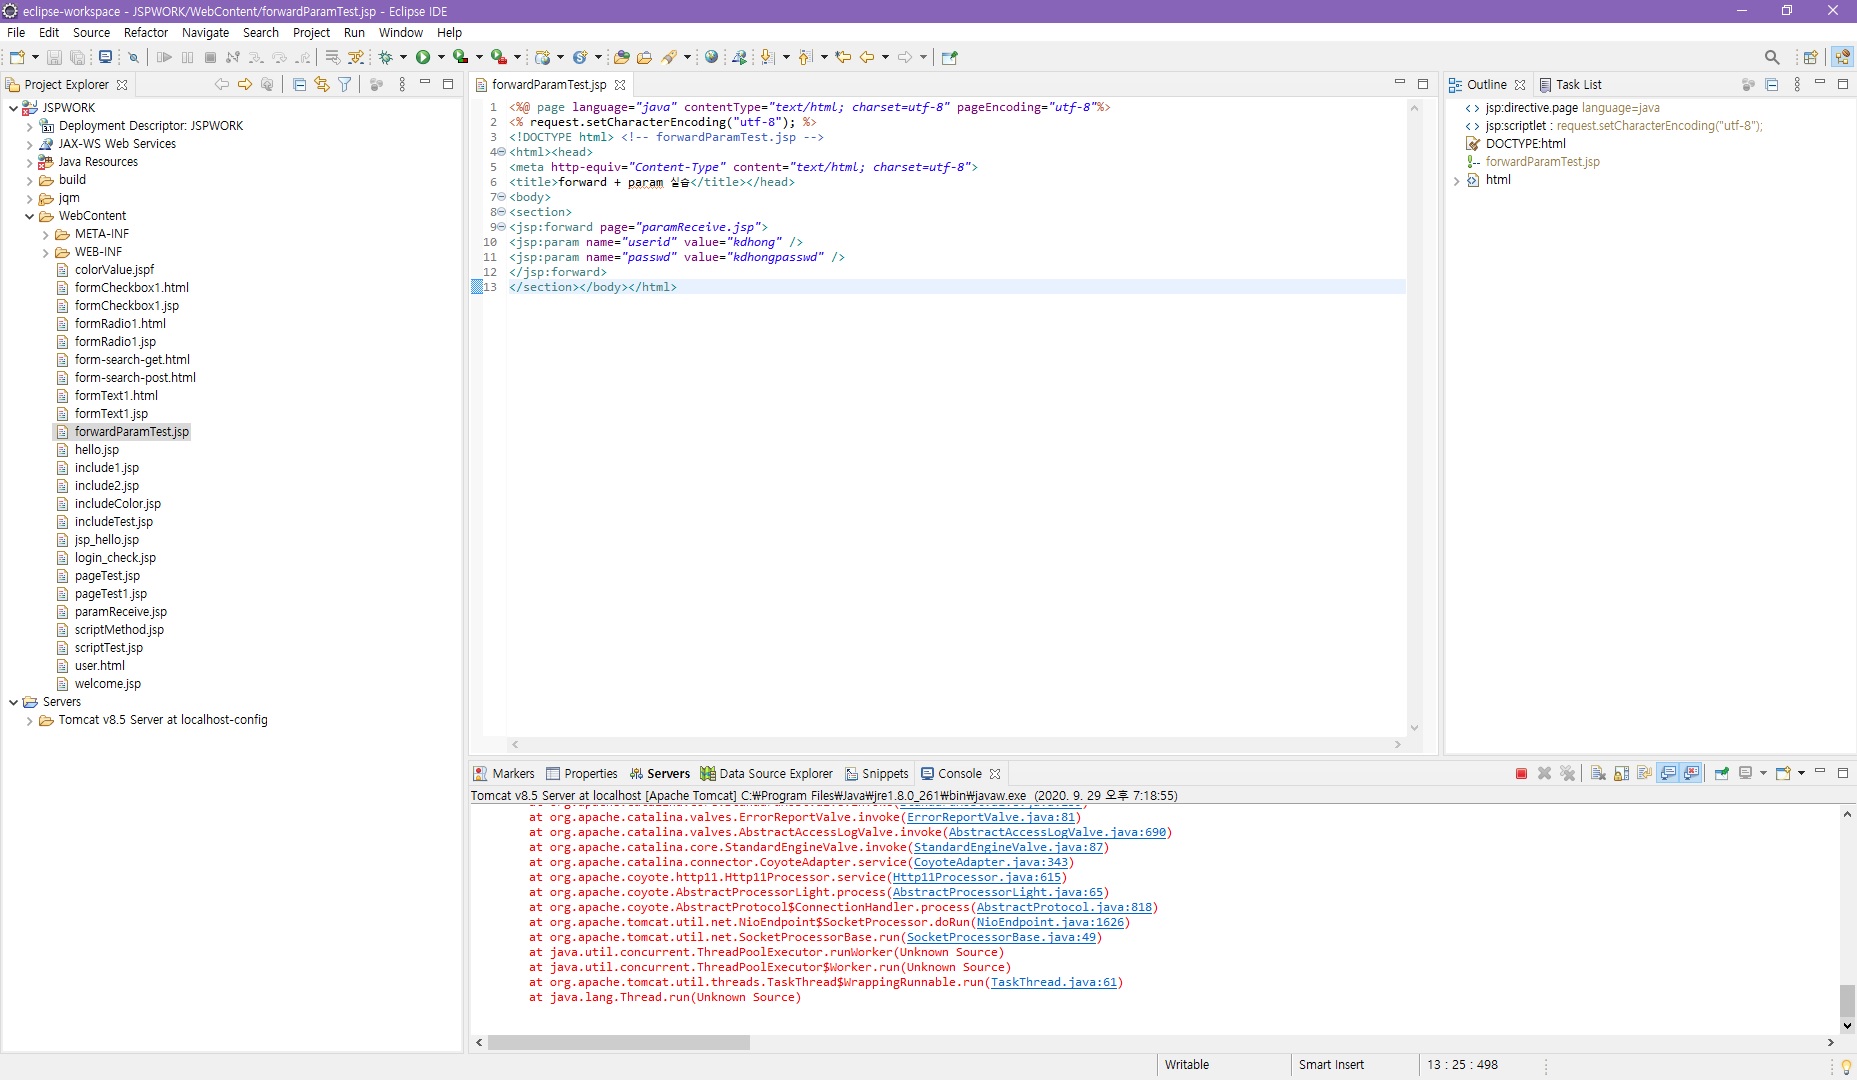 eclipse-workspace - JSPWORK/WebContent/forwardParamTest.jsp - Eclipse IDE
File Edit Source Refactor Navigate Search Project Run Window Help
Project Explorer
JSPWORK
Deployment Descriptor: JSPWORK
JAX-WS Web Services
Java Resources
build
jqm
WebContent
META-INF
WEB-INF
colorValue.jspf
formCheckbox1.html
formCheckbox1.jsp
formRadio1.html
formRadio1.jsp
form-search-get.html
form-search-post.html
formText1.html
formText1.jsp
forwardParamTest.jsp
hello.jsp
include1.jsp
include2.jsp
includeColor.jsp
includeTest.jsp
jsp_hello.jsp
login_check.jsp
pageTest.jsp
pageTest1.jsp
paramReceive.jsp
scriptMethod.jsp
scriptTest.jsp
user.html
welcome.jsp
Servers
Tomcat v8.5 Server at localhost-config
forwardParamTest.jsp
1 <%@ page language="java" contentType="text/html; charset=utf-8" pageEncoding="utf-8"%>
2 <% request.setCharacterEncoding("utf-8"); %>
3 <!DOCTYPE html> <!-- forwardParamTest.jsp -->
4 <html><head>
5 <meta http-equiv="Content-Type" content="text/html; charset=utf-8">
6 <title>forward + param 실습</title></head>
7 <body>
8 <section>
9 <jsp:forward page="paramReceive.jsp">
10 <jsp:param name="userid" value="kdhong" />
11 <jsp:param name="passwd" value="kdhongpasswd" />
12 </jsp:forward>
13 </section></body></html>
Outline Task List
jsp:directive.page language=java
jsp:scriptlet : request.setCharacterEncoding("utf-8");
DOCTYPE:html
forwardParamTest.jsp
html
Markers Properties Servers Data Source Explorer Snippets Console
Tomcat v8.5 Server at localhost [Apache Tomcat] C:₩Program Files₩Java₩jre1.8.0_261₩bin₩javaw.exe (2020. 9. 29 오후 7:18:55)
at org.apache.catalina.valves.ErrorReportValve.invoke(ErrorReportValve.java:81)
at org.apache.catalina.valves.AbstractAccessLogValve.invoke(AbstractAccessLogValve.java:690)
at org.apache.catalina.core.StandardEngineValve.invoke(StandardEngineValve.java:87)
at org.apache.catalina.connector.CoyoteAdapter.service(CoyoteAdapter.java:343)
at org.apache.coyote.http11.Http11Processor.service(Http11Processor.java:615)
at org.apache.coyote.AbstractProcessorLight.process(AbstractProcessorLight.java:65)
at org.apache.coyote.AbstractProtocol$ConnectionHandler.process(AbstractProtocol.java:818)
at org.apache.tomcat.util.net.NioEndpoint$SocketProcessor.doRun(NioEndpoint.java:1626)
at org.apache.tomcat.util.net.SocketProcessorBase.run(SocketProcessorBase.java:49)
at java.util.concurrent.ThreadPoolExecutor.runWorker(Unknown Source)
at java.util.concurrent.ThreadPoolExecutor$Worker.run(Unknown Source)
at org.apache.tomcat.util.threads.TaskThread$WrappingRunnable.run(TaskThread.java:61)
at java.lang.Thread.run(Unknown Source)
Writable Smart Insert 13 : 25 : 498